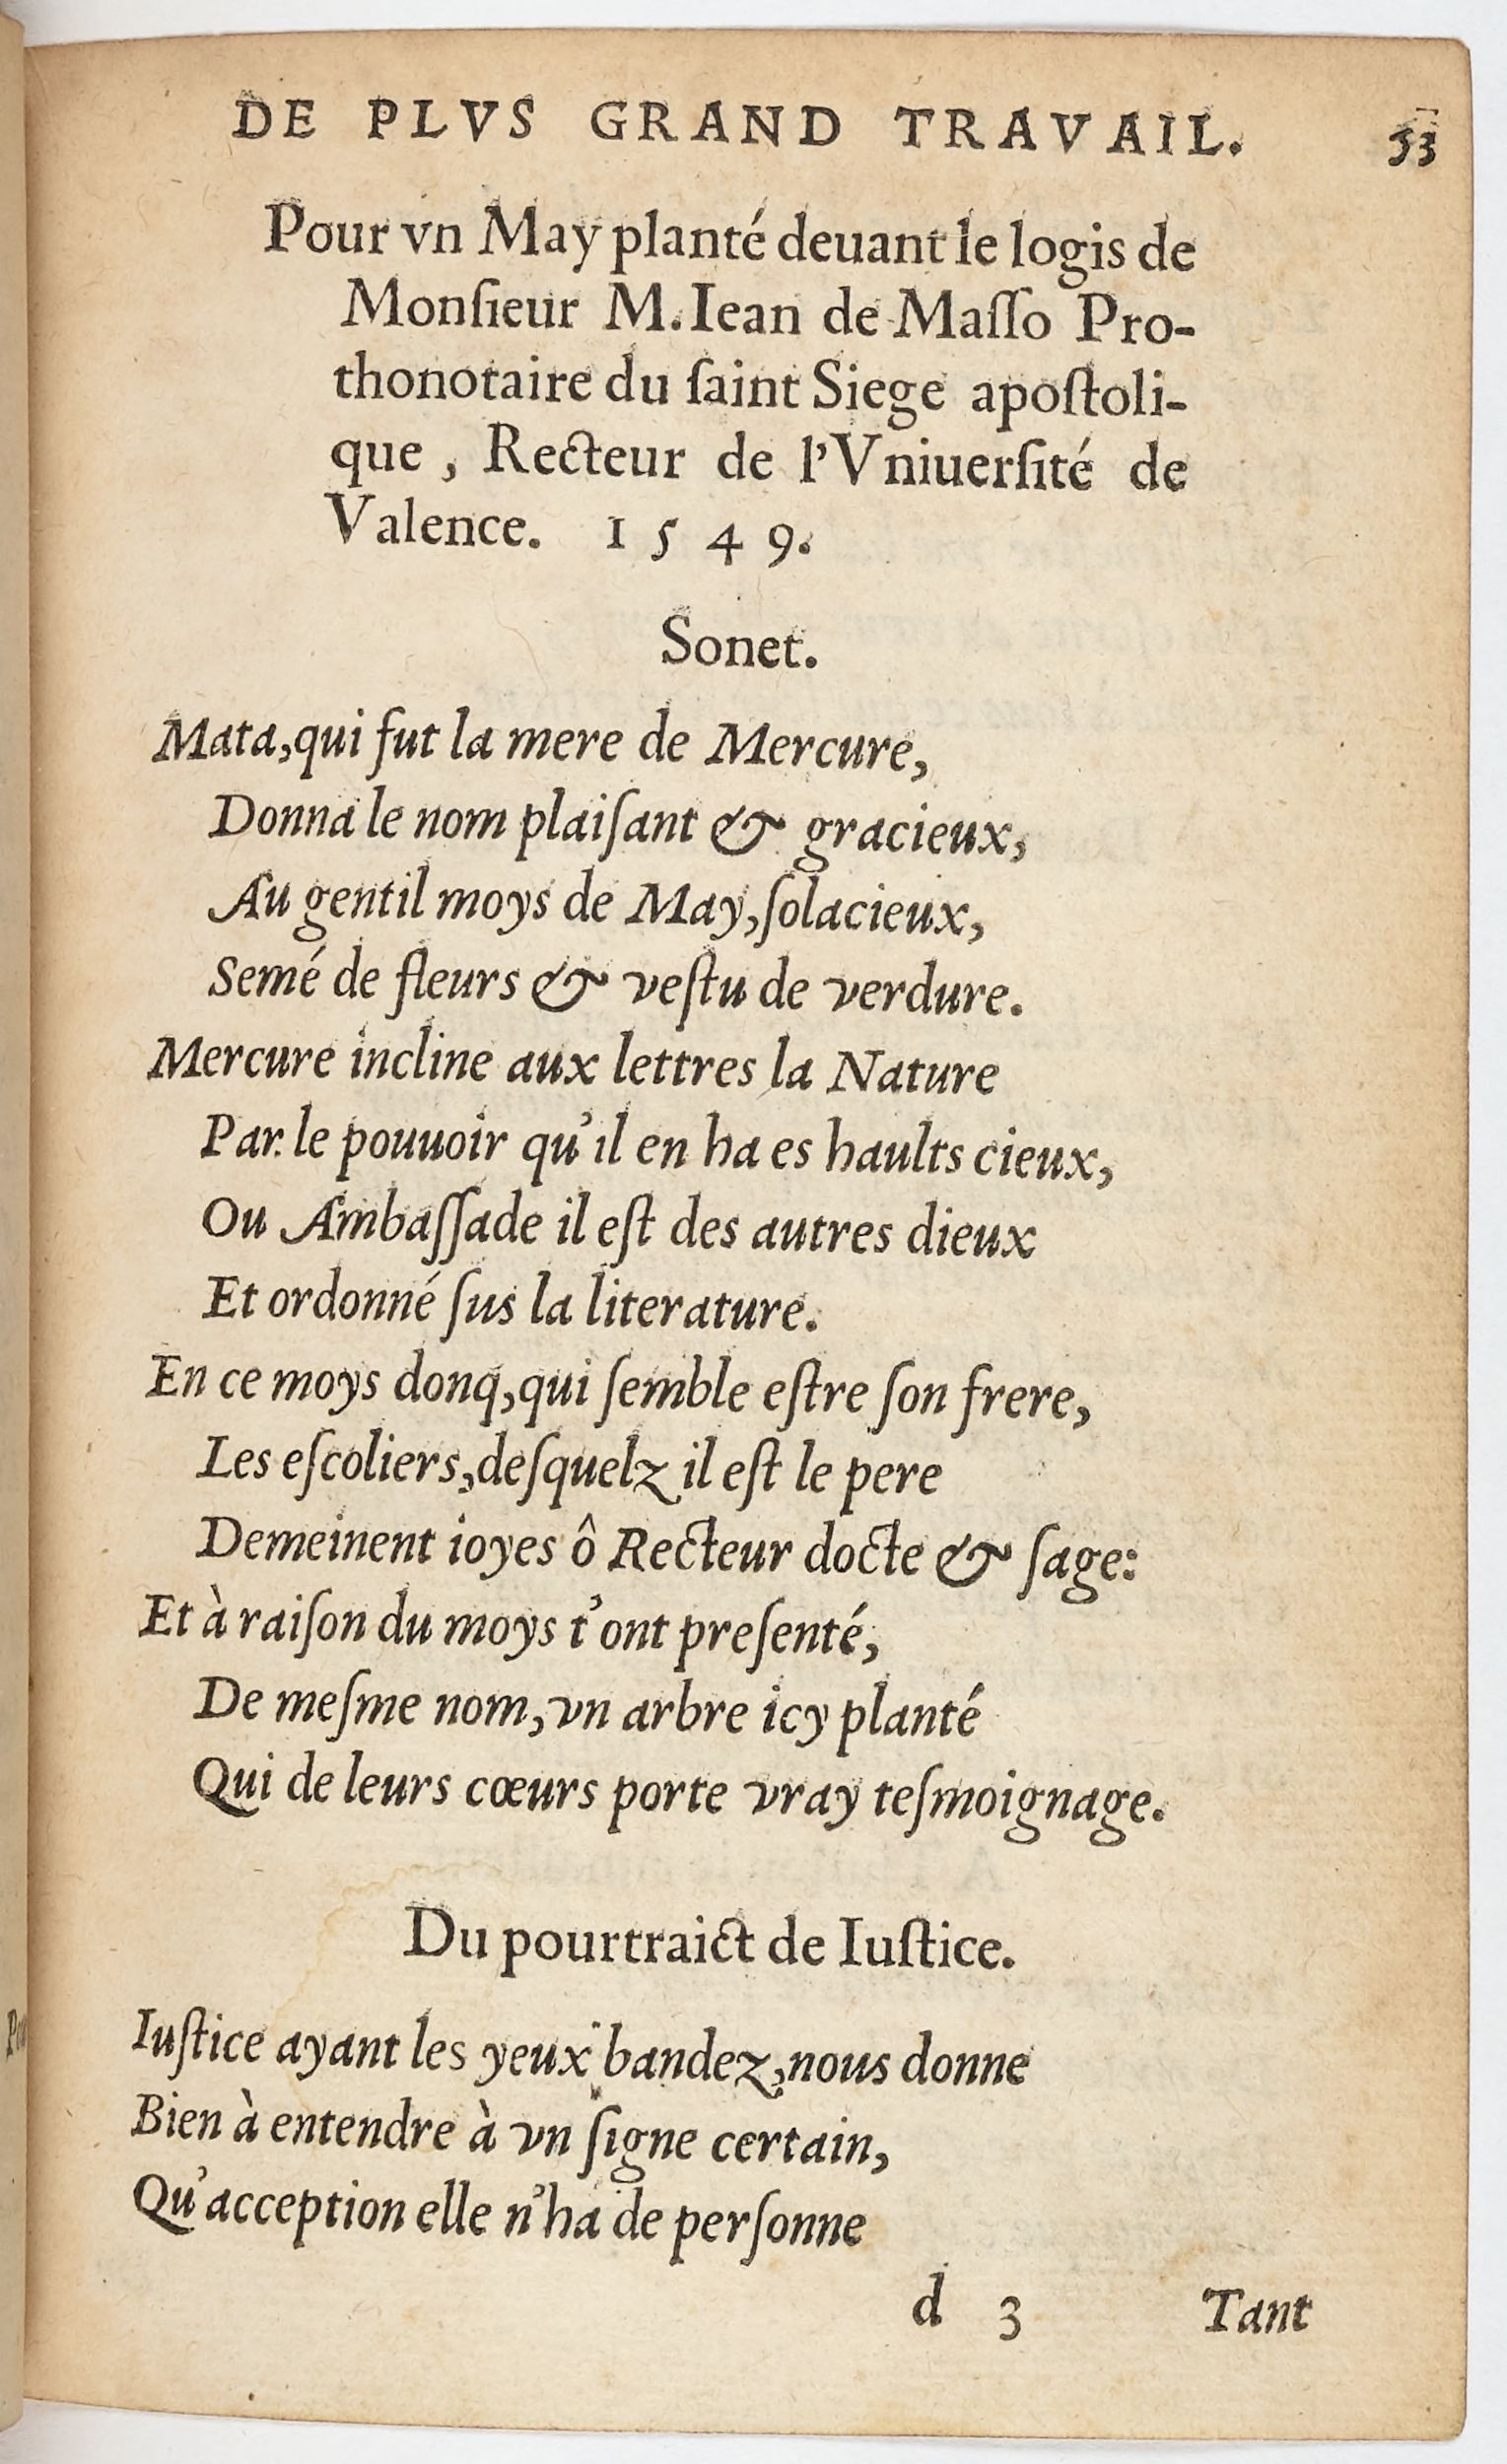 DE PLVS GRAND TRAVAIL. 53
Pour vn May planté deuant le logis de
Monſieur M. Iean de Maſſo Pro-
thonotaire du ſaint Siege apoſtoli-
que, Recteur de l'Vniuerſité de
Valence. 1549.
Sonet.
Mata, qui fut la mere de Mercure,
Donna le nom plaiſant & gracieux,
Au gentil moys de May, ſolacieux,
Semé de fleurs & veſtu de verdure.
Mercure incline aux lettres la Nature
Par le pouuoir qu'il en ha es haults cieux,
Ou Ambaſſade il eſt des autres dieux
Et ordonné ſus la literature.
En ce moys donq, qui ſemble eſtre ſon frere,
Les eſcoliers, deſquelz il eſt le pere
Demeinent ioyes ô Recteur docte & ſage:
Et à raiſon du moys t'ont preſenté,
De meſme nom, vn arbre icy planté
Qui de leurs cœurs porte vray teſmoignage.
Du pourtraict de Iuſtice.
Iuſtice ayant les yeux bandez, nous donne
Bien à entendre à vn ſigne certain,
Qu'acception elle n'ha de perſonne
d 3 Tant